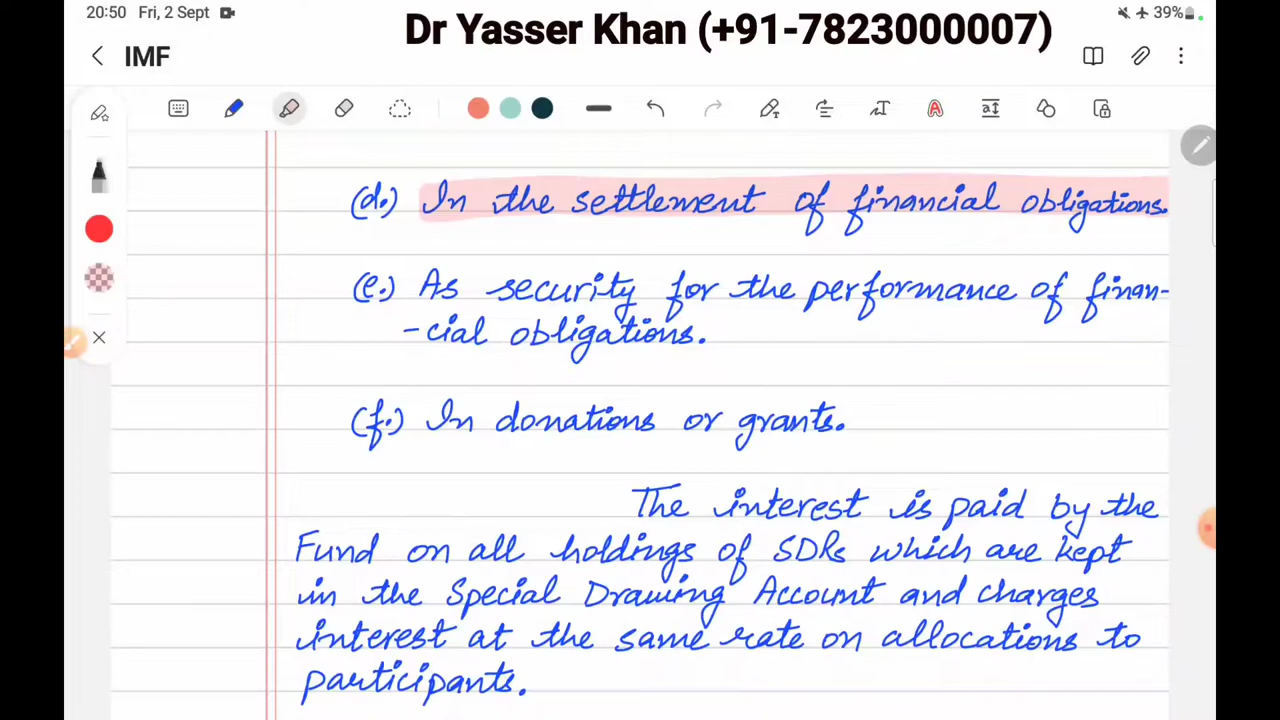 20:50 Fri, 2 Sept
39%
Dr Yasser Khan (+91-7823000007)
IMF
(d.) In the settlement of financial obligations.
(e.) As security for the performance of finan-
-cial obligations.
(f.) In donations or grants.
The interest is paid by the
Fund on all holdings of SDRs which are kept
in the Special Drawing Account and charges
interest at the same rate on allocations to
participants.